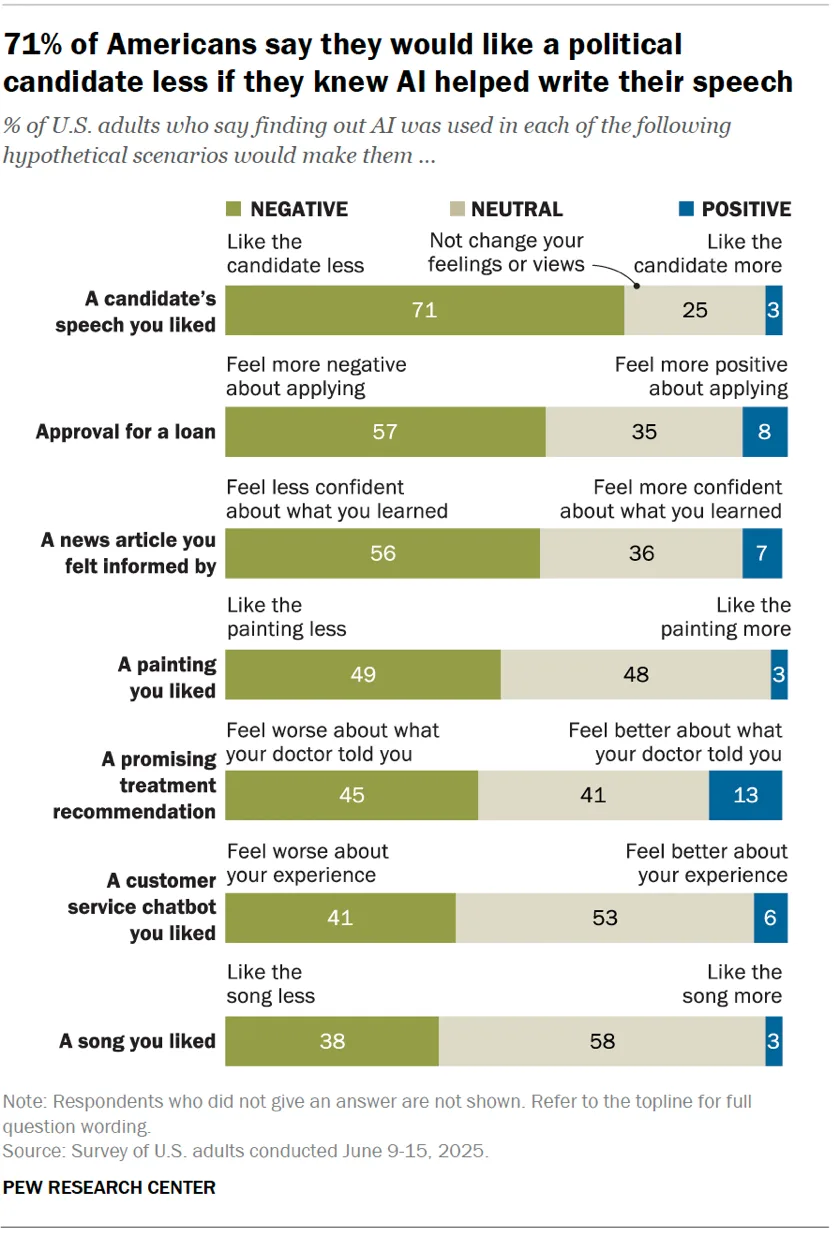 71% of Americans say they would like a political
candidate less if they knew AI helped write their speech
% of U.S. adults who say finding out AI was used in each of the following
hypothetical scenarios would make them ...
NEGATIVE NEUTRAL POSITIVE
Like the
candidate less
Not change your
feelings or views
Like the
candidate more
A candidate's
speech you liked
71 25 3
Feel more negative
about applying
Feel more positive
about applying
Approval for a loan
57 35 8
Feel less confident
about what you learned
Feel more confident
about what you learned
A news article you
felt informed by
56 36 7
Like the
painting less
Like the
painting more
A painting
you liked
49 48 3
Feel worse about what
your doctor told you
Feel better about what
your doctor told you
A promising
treatment
recommendation
45 41 13
Feel worse about
your experience
Feel better about
your experience
A customer
service chatbot
you liked
41 53 6
Like the
song less
Like the
song more
A song you liked
38 58 3
Note: Respondents who did not give an answer are not shown. Refer to the topline for full
question wording.
Source: Survey of U.S. adults conducted June 9-15, 2025.
PEW RESEARCH CENTER